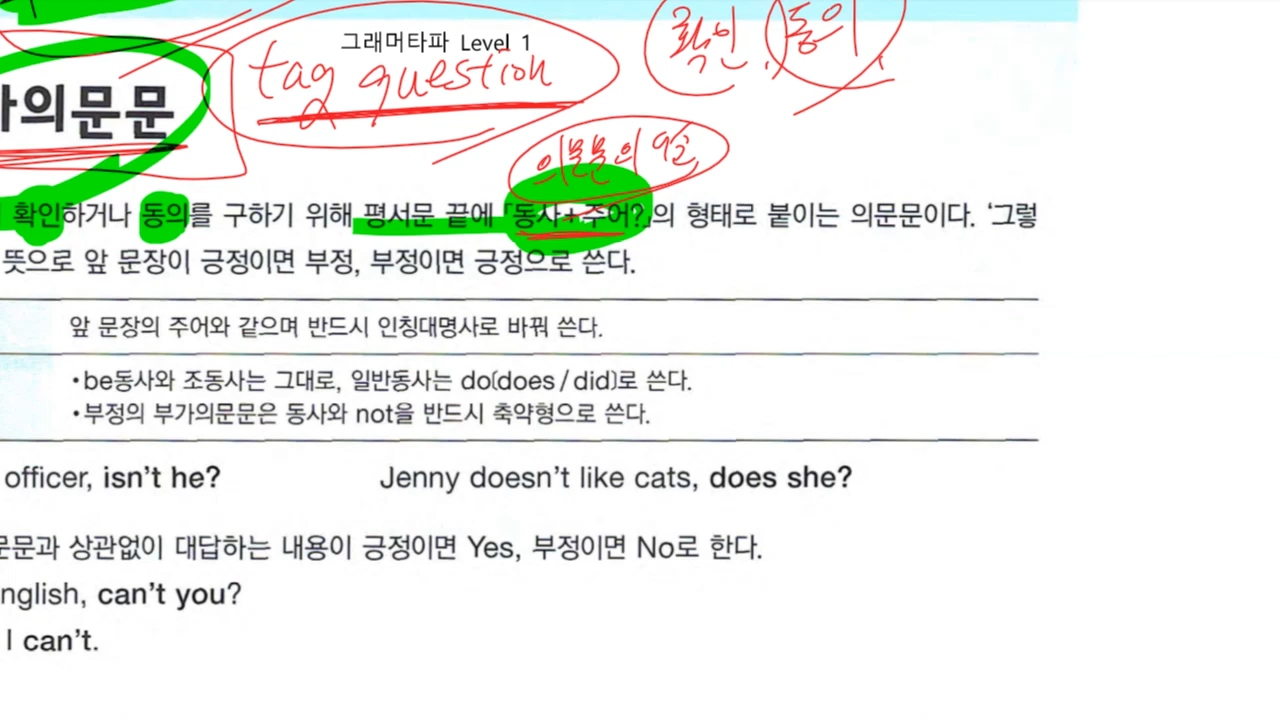 그래머타파 Level 1
확인, 동의,
tag question
가의문문
의문문의 어순
확인하거나 동의를 구하기 위해 평서문 끝에 「동사+주어?」의 형태로 붙이는 의문문이다. ‘그렇
뜻으로 앞 문장이 긍정이면 부정, 부정이면 긍정으로 쓴다.
앞 문장의 주어와 같으며 반드시 인칭대명사로 바꿔 쓴다.
•be동사와 조동사는 그대로, 일반동사는 do(does / did)로 쓴다.
•부정의 부가의문문은 동사와 not을 반드시 축약형으로 쓴다.
officer, isn’t he? Jenny doesn’t like cats, does she?
문문과 상관없이 대답하는 내용이 긍정이면 Yes, 부정이면 No로 한다.
nglish, can’t you?
I can’t.